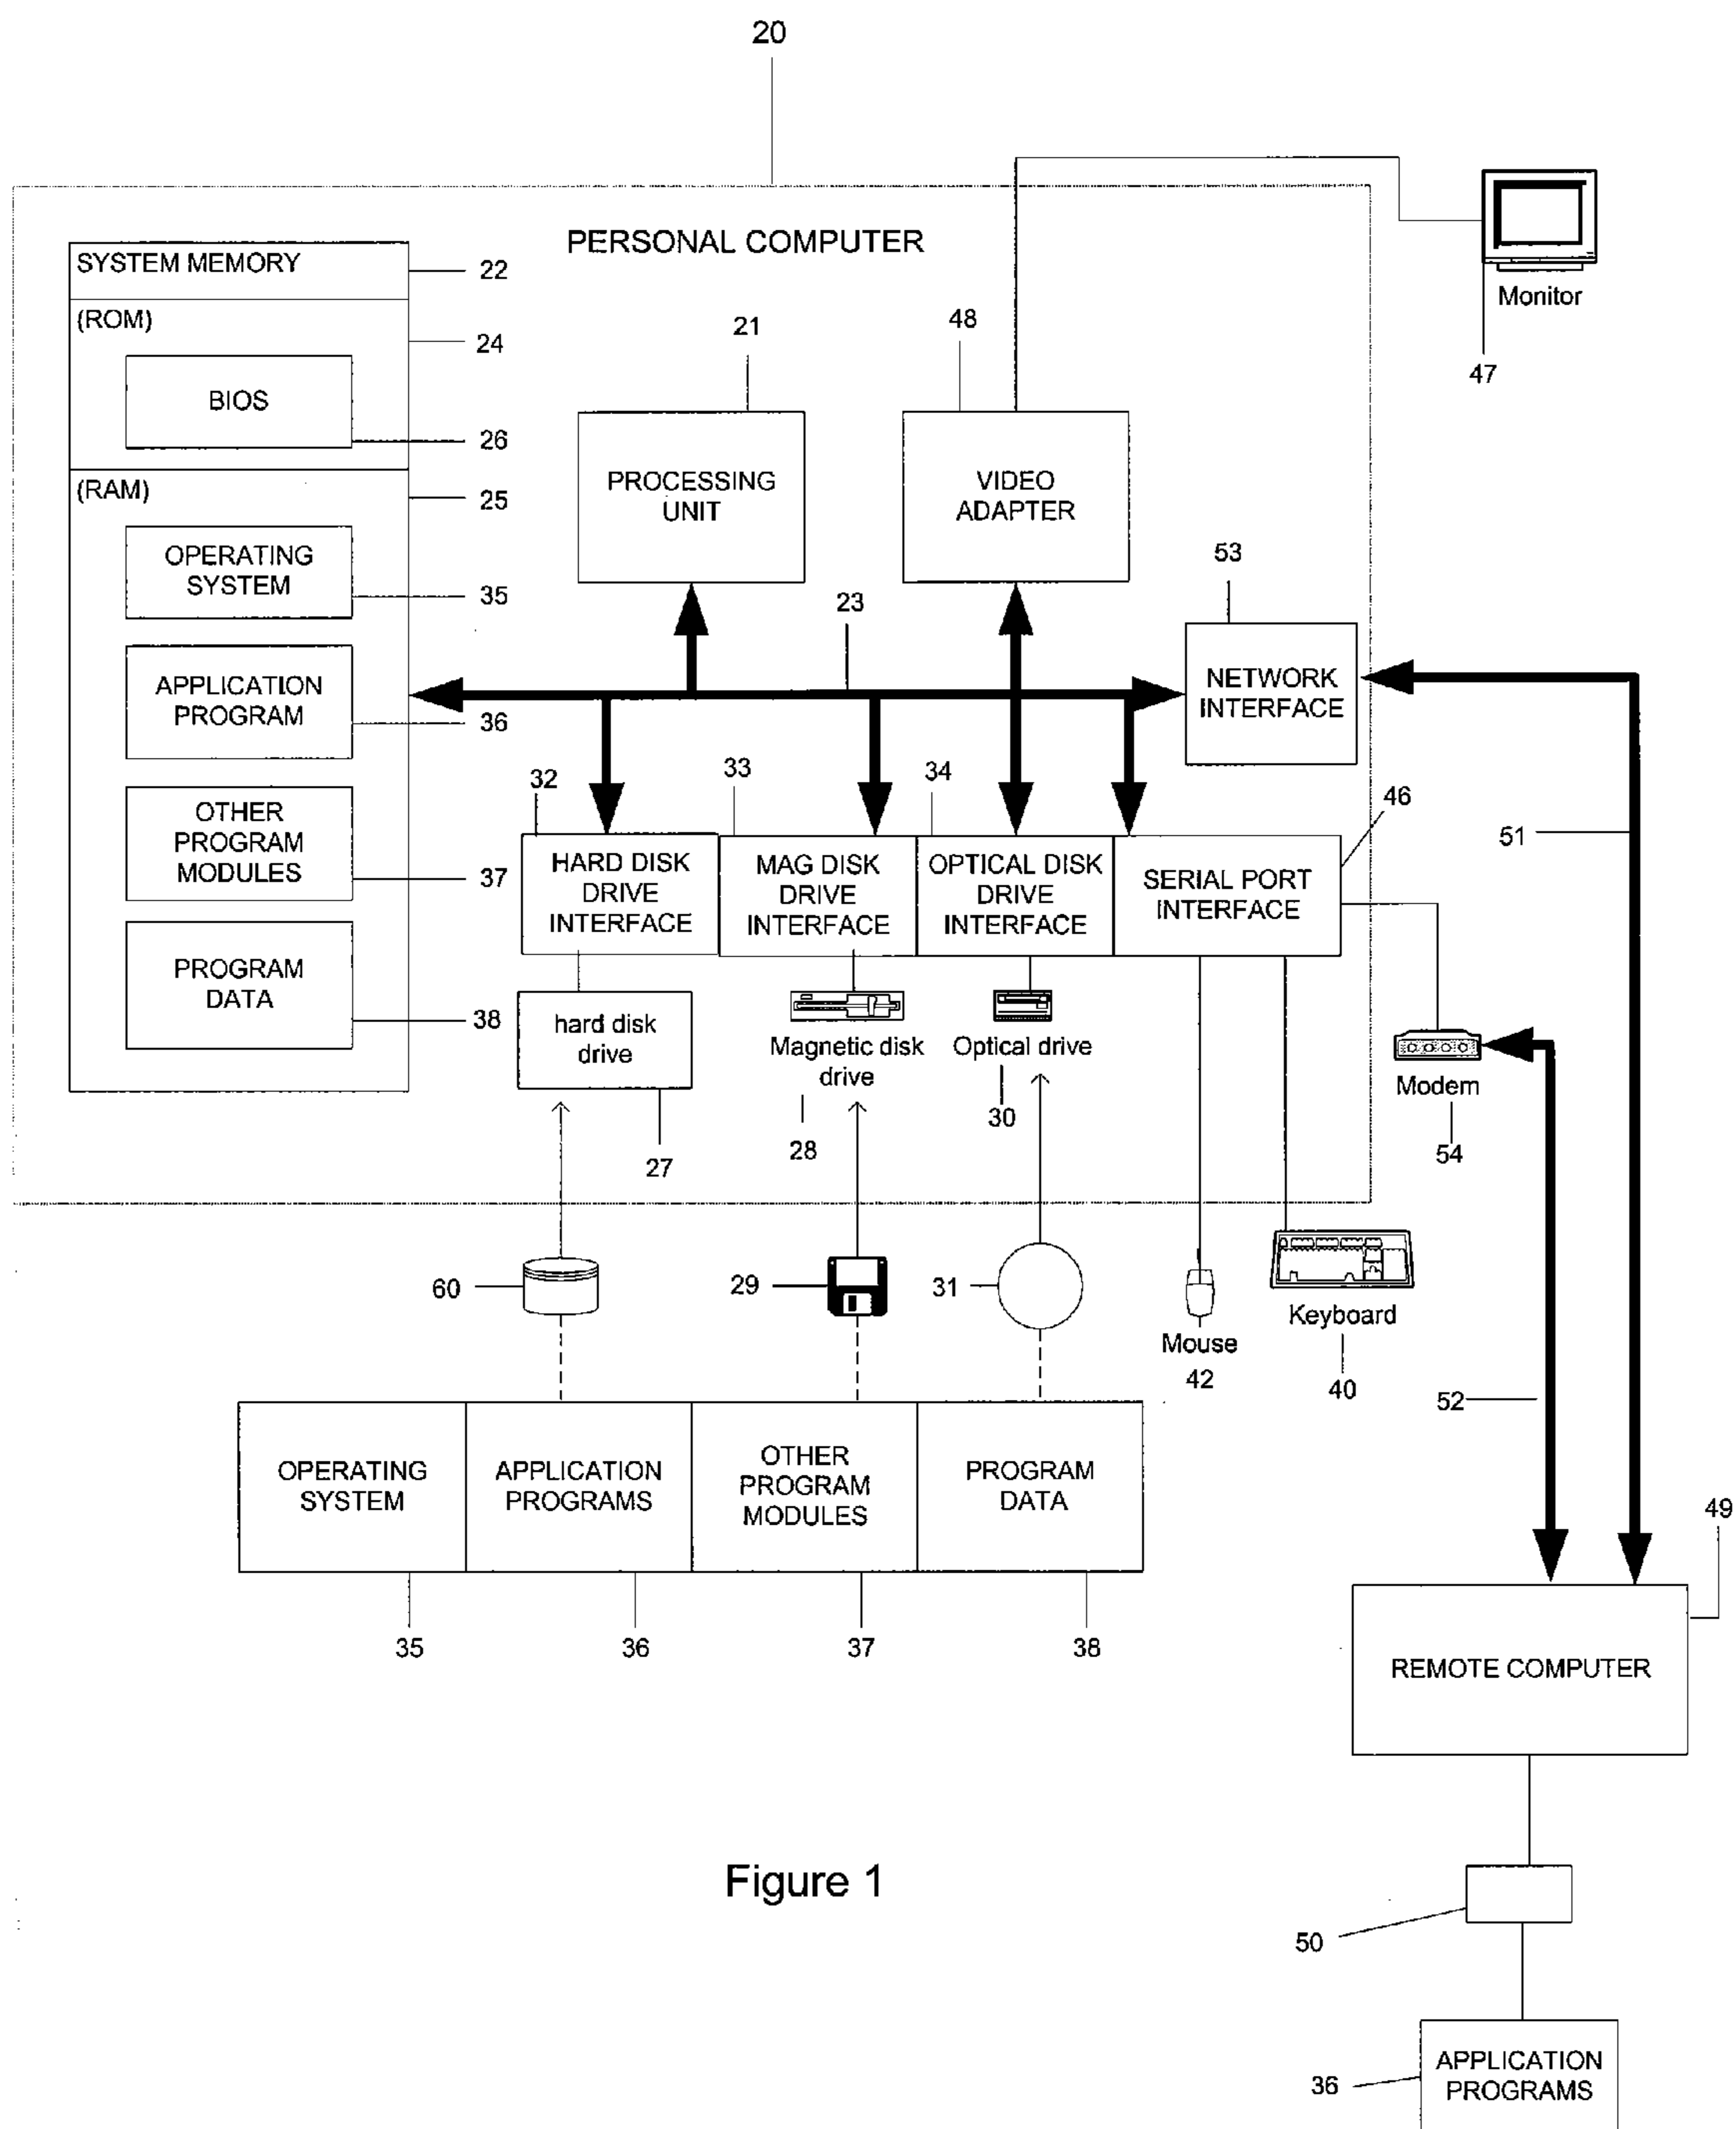 20
PERSONAL COMPUTER
SYSTEM MEMORY
22
(ROM)
24
BIOS
26
(RAM)
25
OPERATING
SYSTEM
35
APPLICATION
PROGRAM
36
OTHER
PROGRAM
MODULES
37
PROGRAM
DATA
38
21
PROCESSING
UNIT
48
VIDEO
ADAPTER
Monitor
47
23
53
NETWORK
INTERFACE
32
HARD DISK
DRIVE
INTERFACE
33
MAG DISK
DRIVE
INTERFACE
34
OPTICAL DISK
DRIVE
INTERFACE
46
SERIAL PORT
INTERFACE
51
hard disk
drive
27
Magnetic disk
drive
28
Optical drive
30
Modem
54
60
29
31
Mouse
42
Keyboard
40
52
OPERATING
SYSTEM
APPLICATION
PROGRAMS
OTHER
PROGRAM
MODULES
PROGRAM
DATA
35
36
37
38
49
REMOTE COMPUTER
Figure 1
50
36
APPLICATION
PROGRAMS